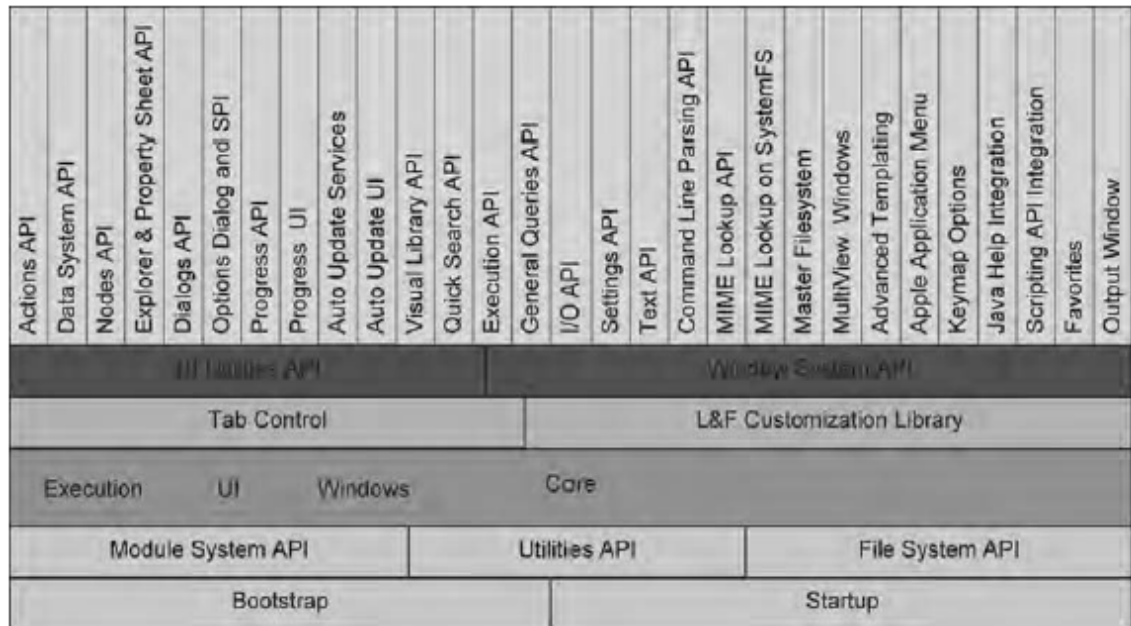 Actions API
Data System API
Nodes API
Explorer & Property Sheet API
Dialogs API
Options Dialog and SPI
Progress API
Progress UI
Auto Update Services
Auto Update UI
Visual Library API
Quick Search API
Execution API
General Queries API
I/O API
Settings API
Text API
Command Line Parsing API
MIME Lookup API
MIME Lookup on SystemFS
Master Filesystem
MultiView Windows
Advanced Templating
Apple Application Menu
Keymap Options
Java Help Integration
Scripting API Integration
Favorites
Output Window
UI Utilities API
Window System API
Tab Control
L&F Customization Library
Execution UI Windows Core
Module System API
Utilities API
File System API
Bootstrap
Startup